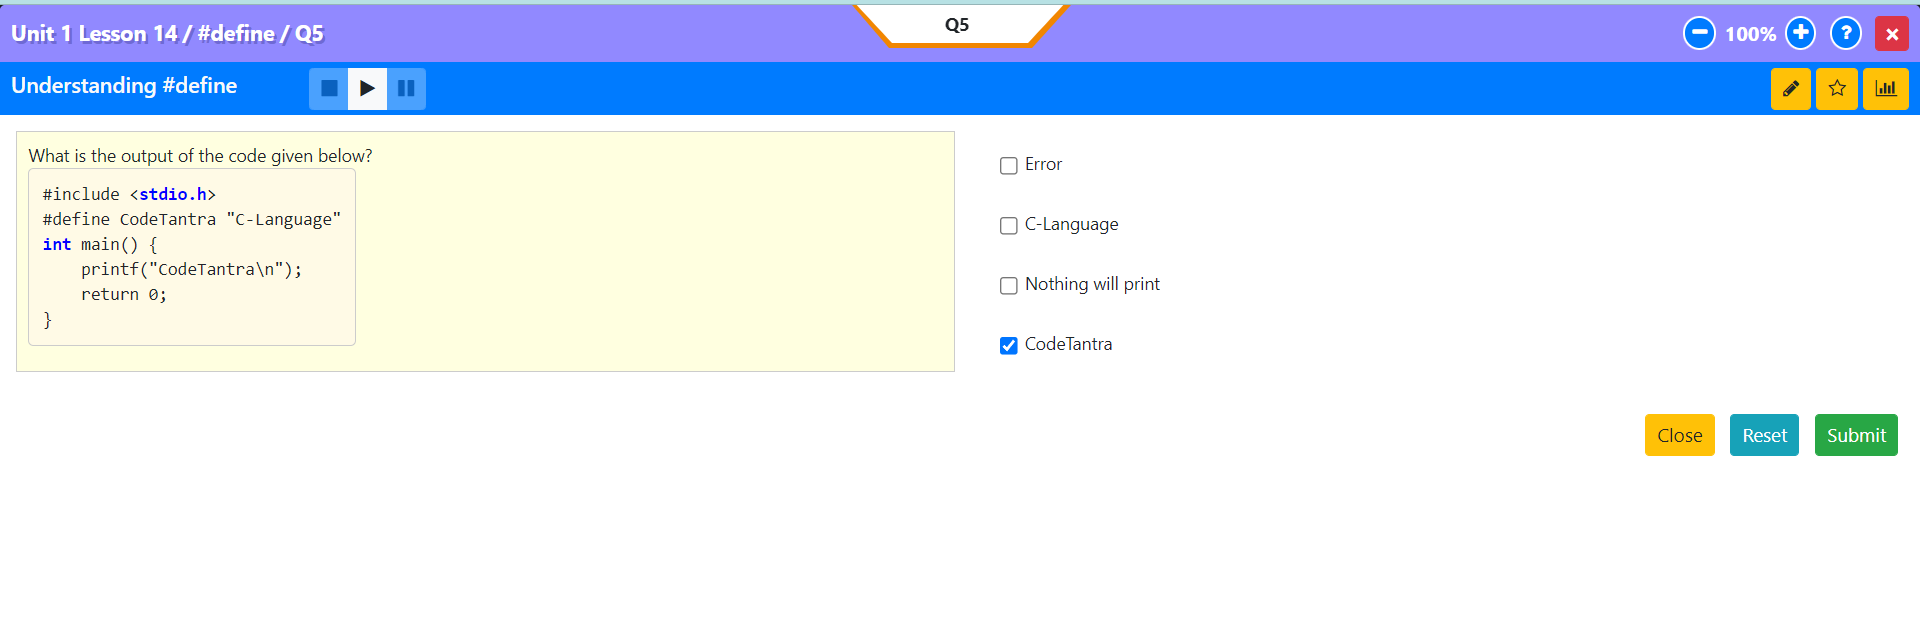 Q5
Unit 1 Lesson 14 / #define / Q5
100%
?
×
Understanding #define
What is the output of the code given below?
#include <stdio.h>
#define CodeTantra "C-Language"
int main() {
    printf("CodeTantra\n");
    return 0;
}
Error
C-Language
Nothing will print
CodeTantra
Close
Reset
Submit